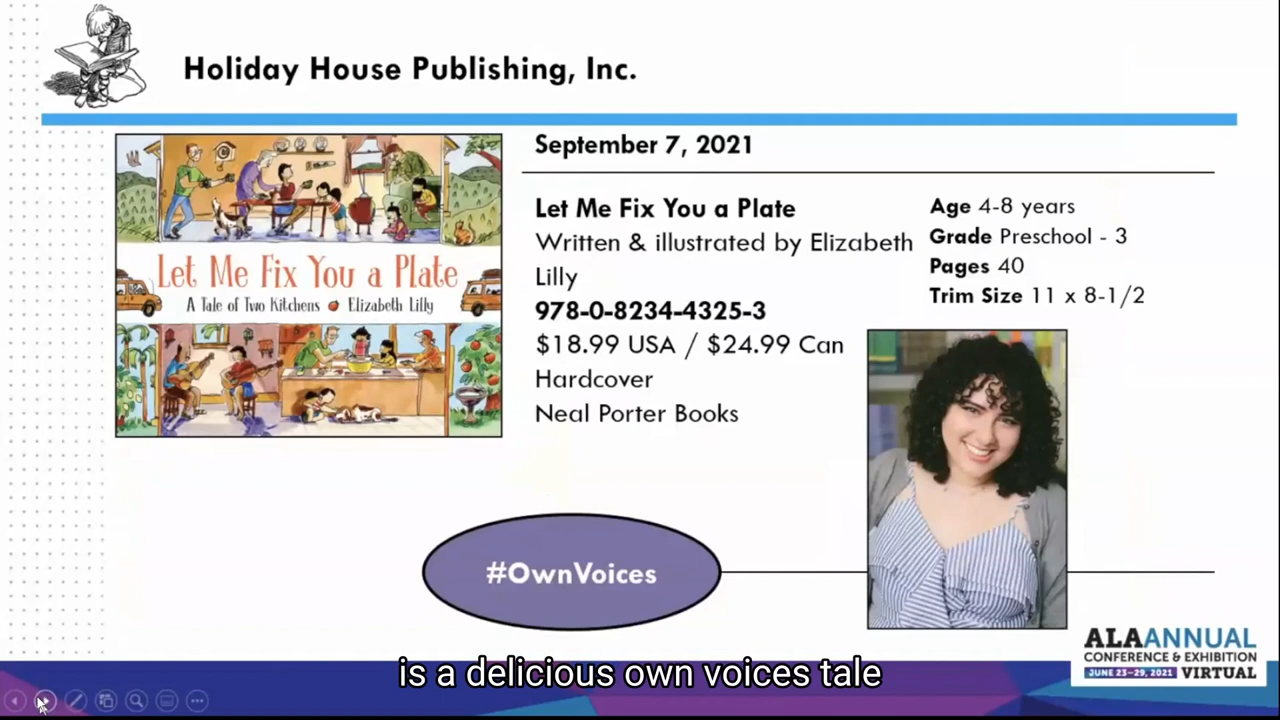 Holiday House Publishing, Inc.
Let Me Fix You a Plate
A Tale of Two Kitchens Elizabeth Lilly
September 7, 2021
Let Me Fix You a Plate
Written & illustrated by Elizabeth
Lilly
978-0-8234-4325-3
$18.99 USA / $24.99 Can
Hardcover
Neal Porter Books
Age 4-8 years
Grade Preschool - 3
Pages 40
Trim Size 11 x 8-1/2
#OwnVoices
ALAANNUAL
CONFERENCE & EXHIBITION
JUNE 23–29, 2021 VIRTUAL
is a delicious own voices tale